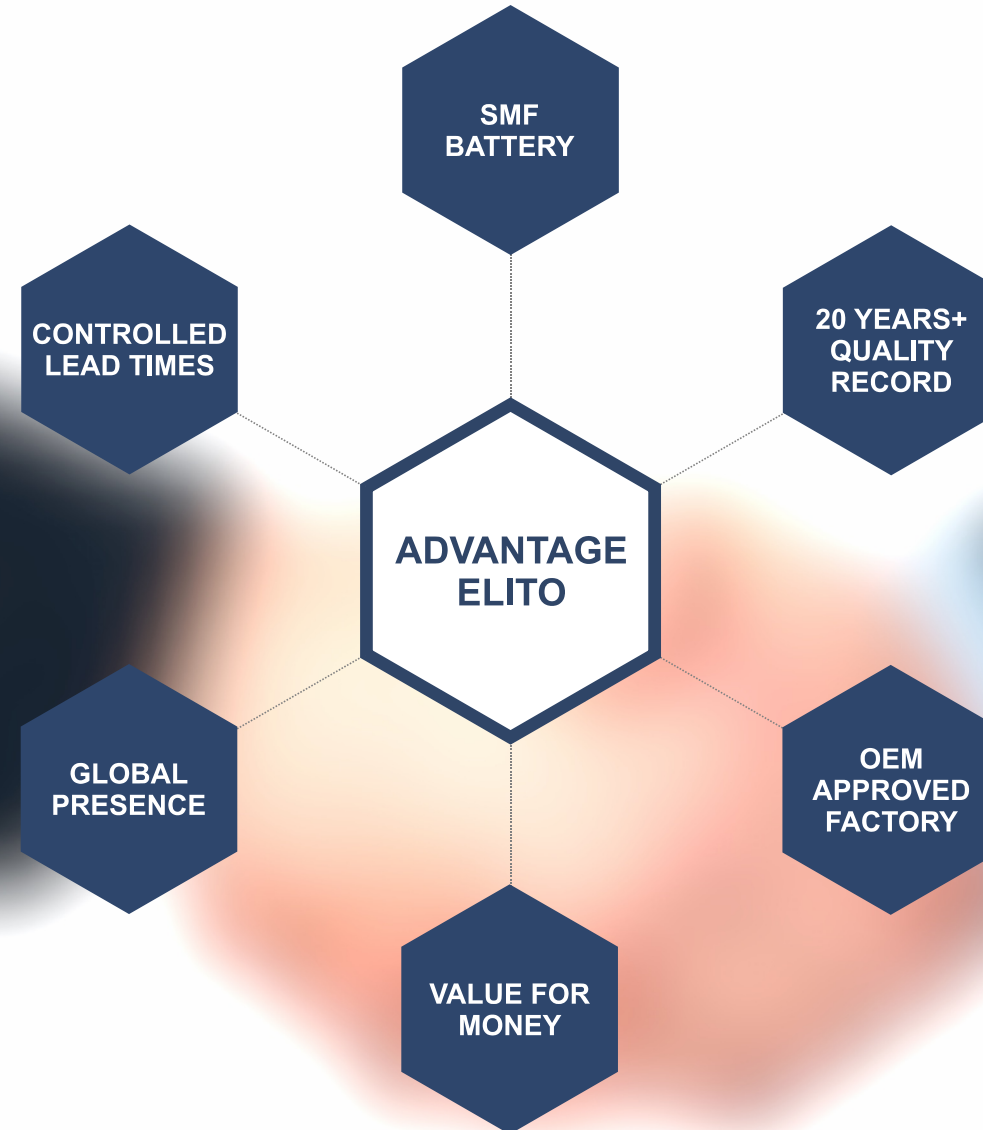 SMF
BATTERY
CONTROLLED
LEAD TIMES
20 YEARS+
QUALITY
RECORD
ADVANTAGE
ELITO
GLOBAL
PRESENCE
OEM
APPROVED
FACTORY
VALUE FOR
MONEY